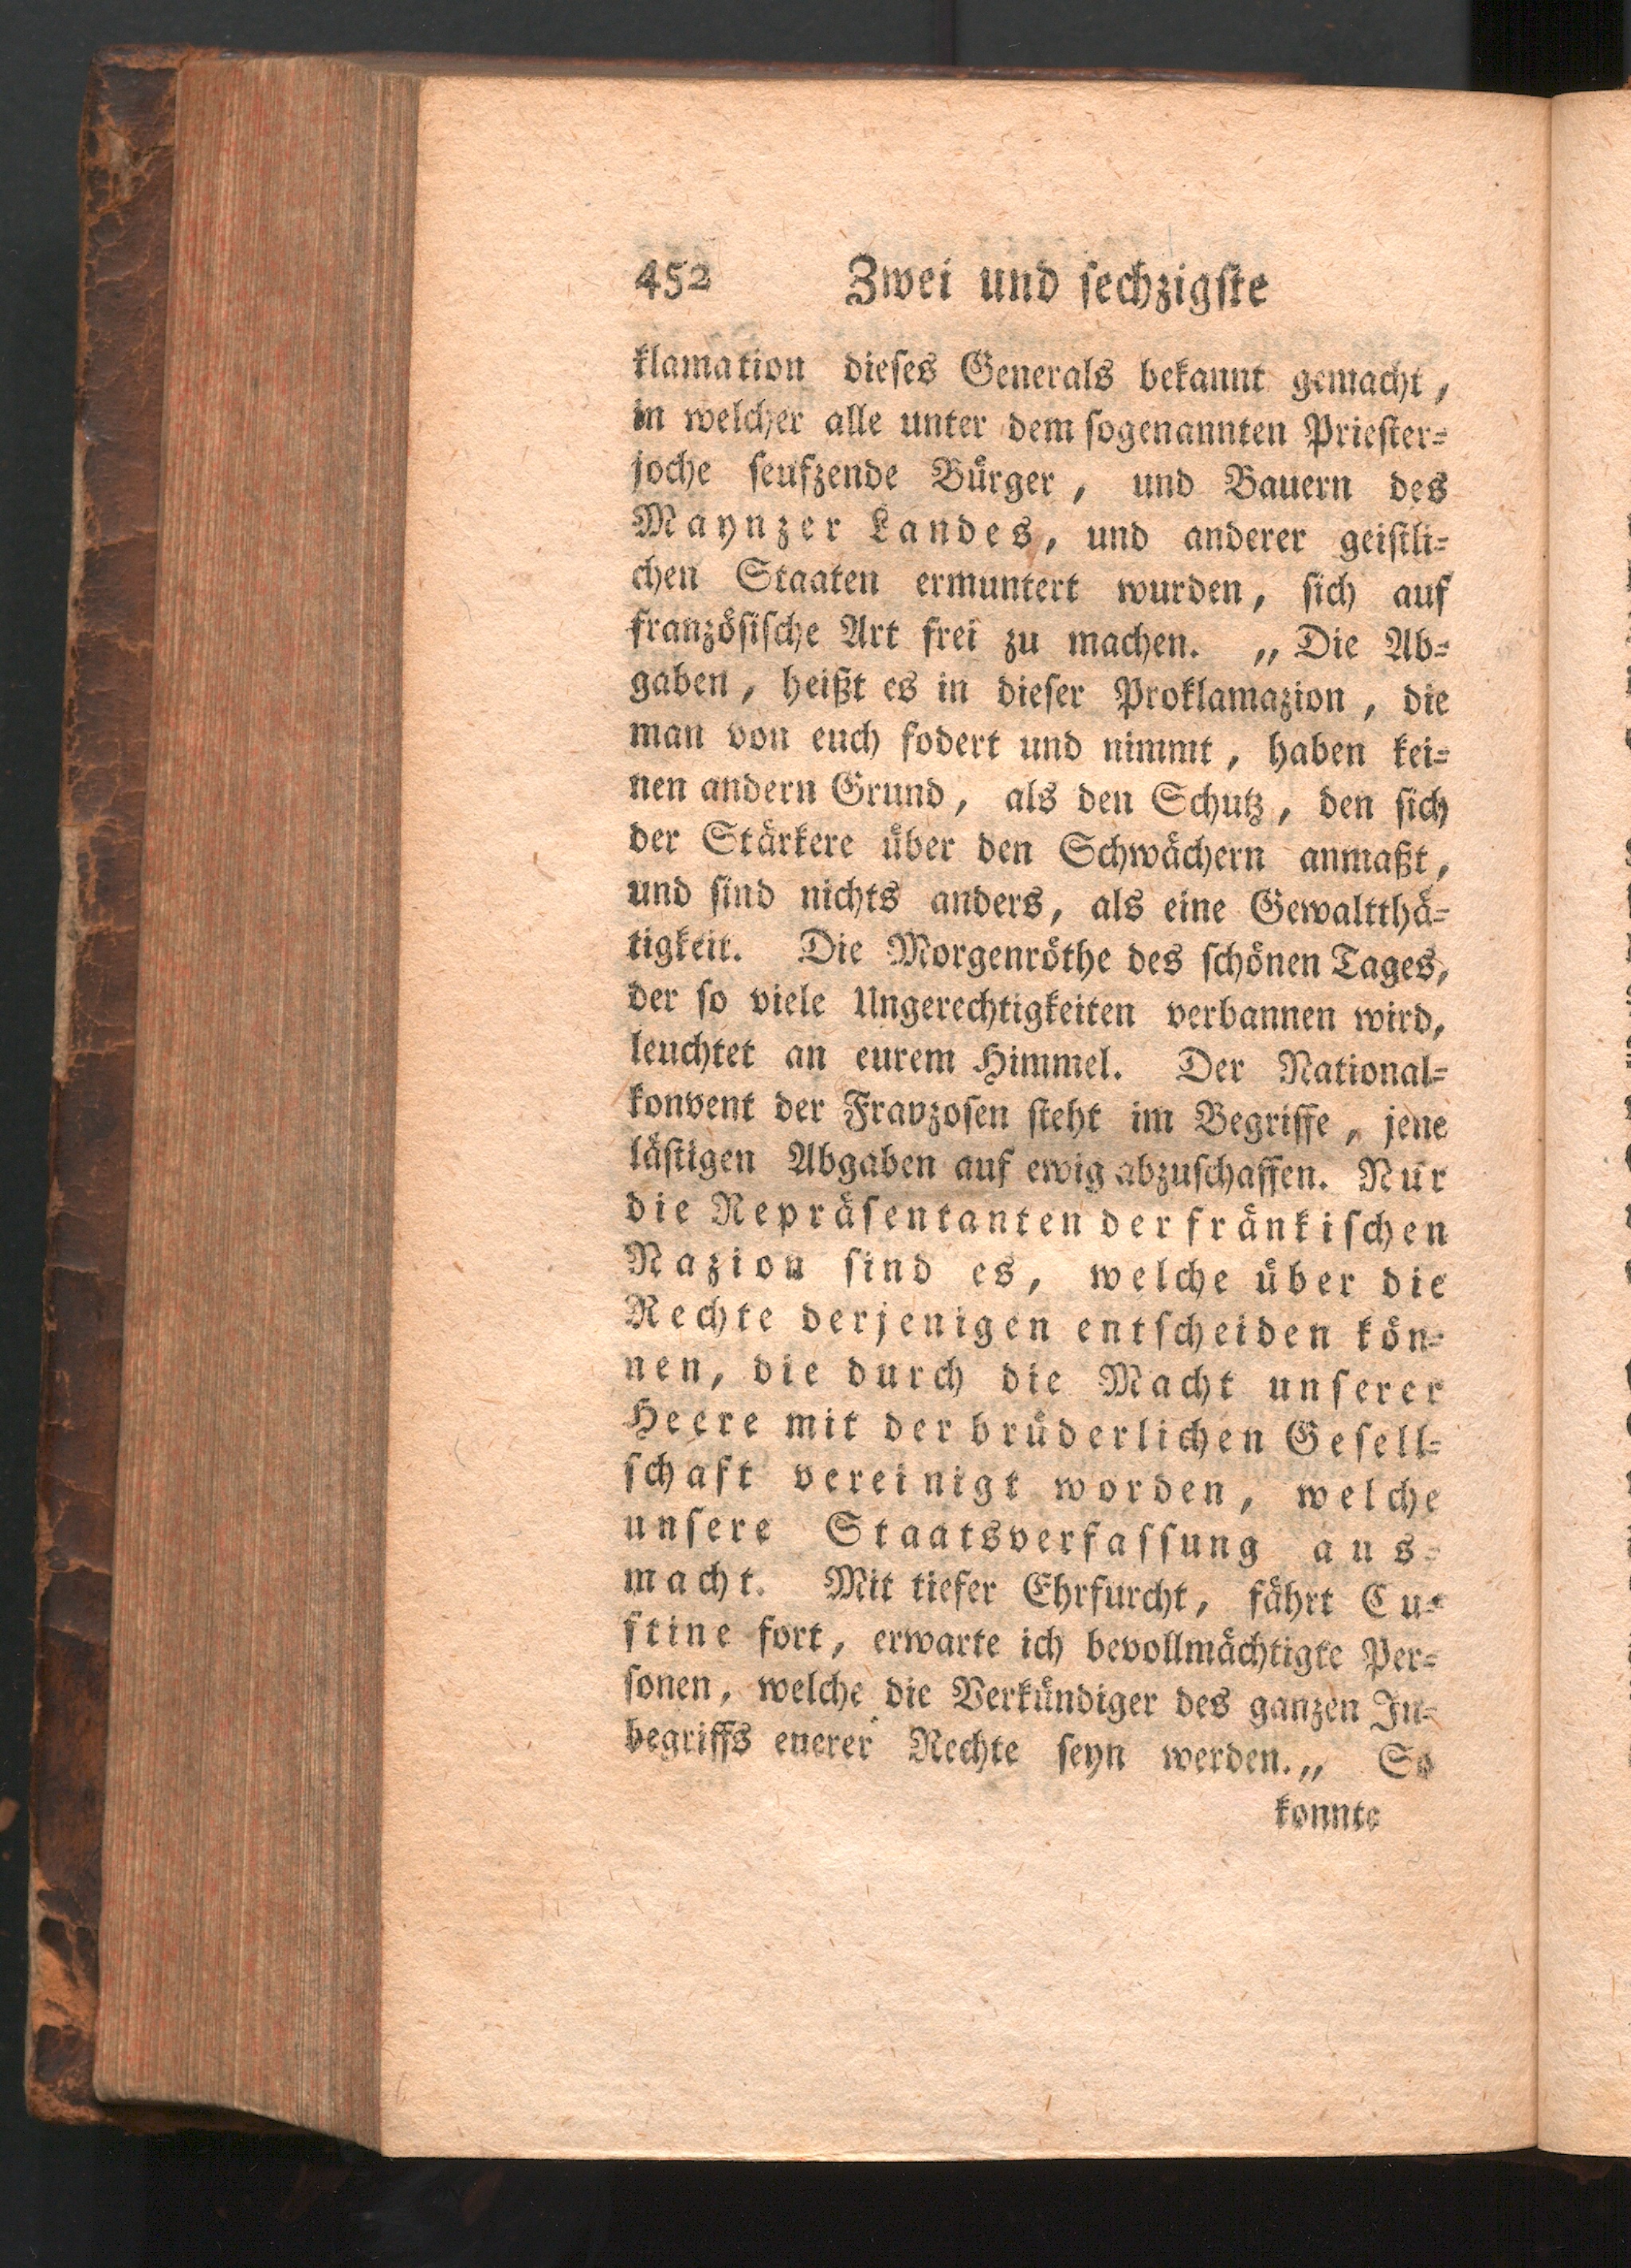 452 Zwei und sechzigste
klamation dieses Generals bekannt gemacht,
in welcher alle unter dem sogenannten Priester-
joche seufzende Bürger, und Bauern des
Maynzer Landes, und anderer geistli-
chen Staaten ermuntert wurden, sich auf
französische Art frei zu machen. „Die Ab-
gaben, heißt es in dieser Proklamazion, die
man von euch fodert und nimmt, haben kei-
nen andern Grund, als den Schutz, den sich
der Stärkere über den Schwächern anmaßt,
und sind nichts anders, als eine Gewaltthä-
tigkeit. Die Morgenröthe des schönen Tages,
der so viele Ungerechtigkeiten verbannen wird,
leuchtet an eurem Himmel. Der National-
konvent der Fravzosen steht im Begriffe, jene
lästigen Abgaben auf ewig abzuschaffen. Nur
die Repräsentanten der fränkischen
Nazion sind es, welche über die
Rechte derjenigen entscheiden kön-
nen, die durch die Macht unserer
Heere mit der brüderlichen Gesell-
schaft vereinigt worden, welche
unsere Staatsverfassung aus-
macht. Mit tiefer Ehrfurcht, fährt Cu-
stine fort, erwarte ich bevollmächtigte Per-
sonen, welche die Verkündiger des ganzen In-
begriffs enerer Rechte seyn werden.„ So
konnte